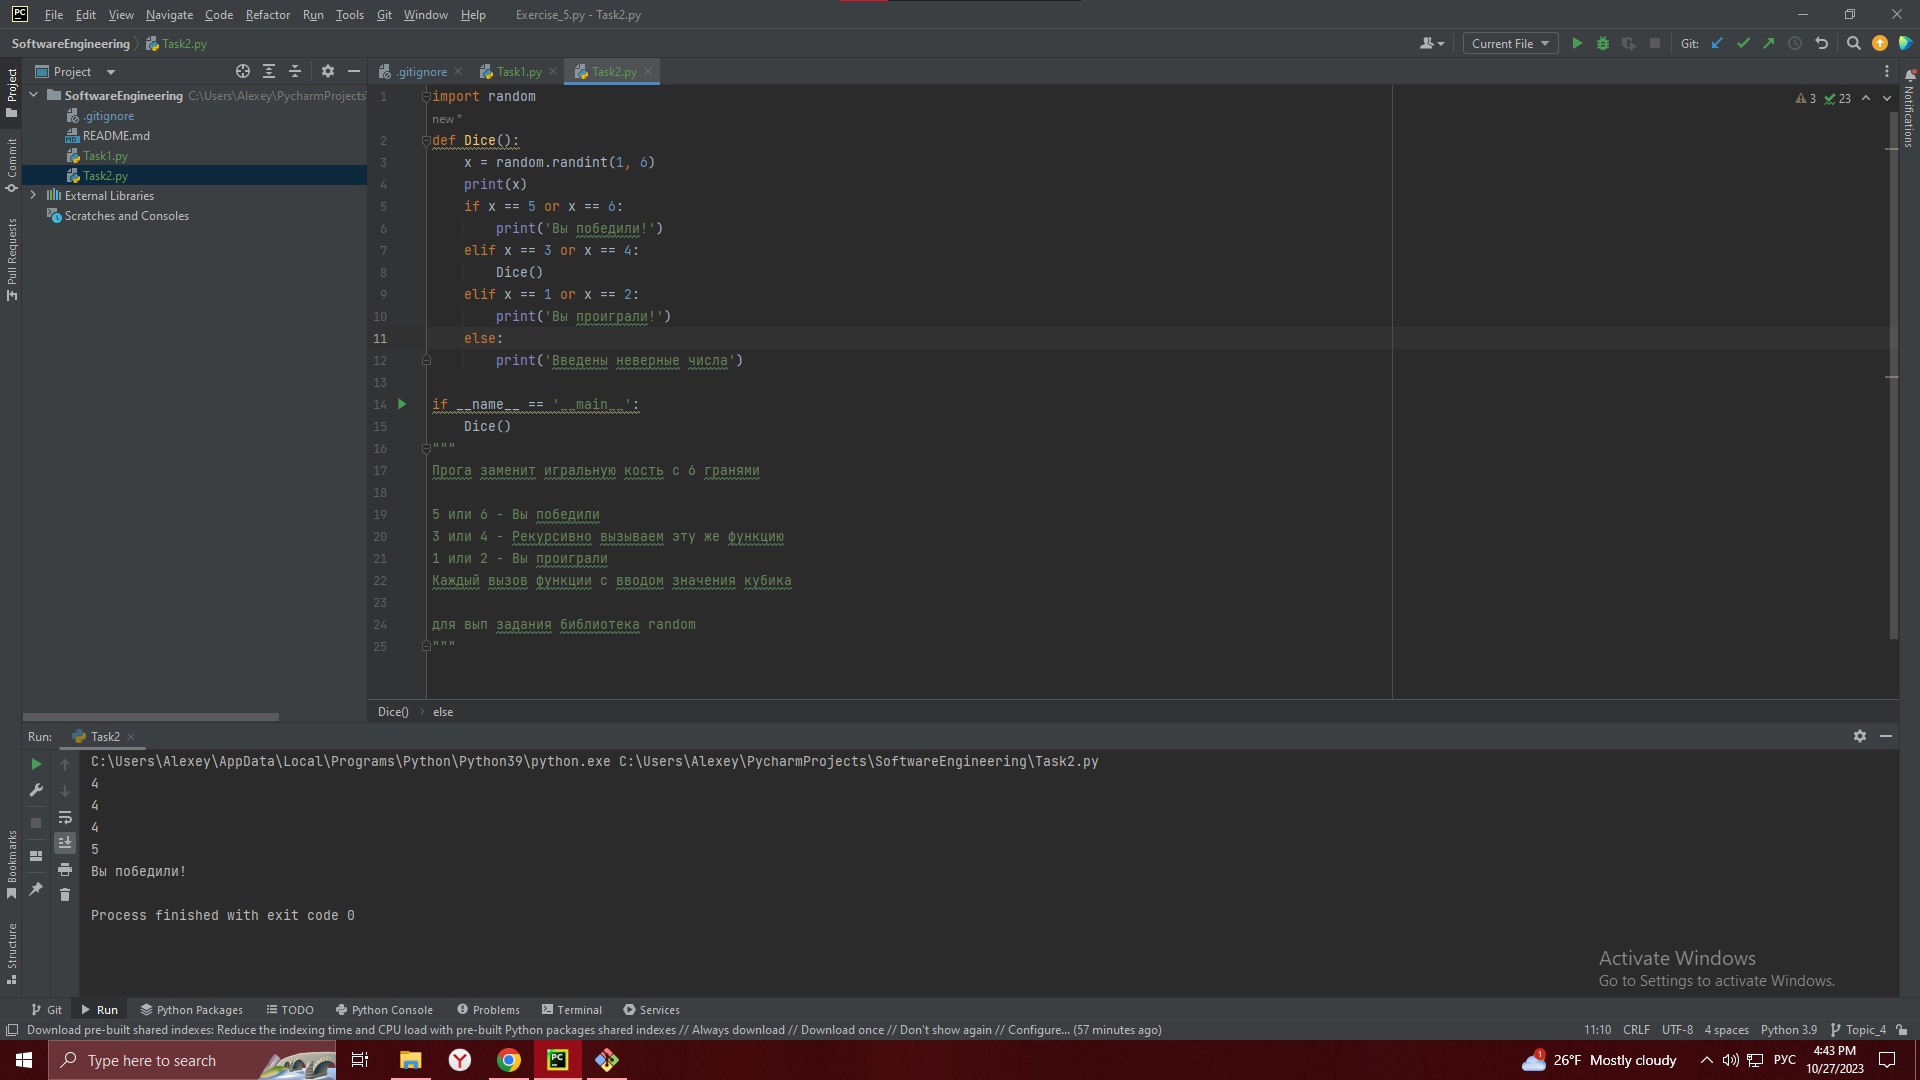 PC File Edit View Navigate Code Refactor Run Tools Git Window Help Exercise_5.py - Task2.py
SoftwareEngineering Task2.py
Current File Git:
Project
.gitignore Task1.py Task2.py
SoftwareEngineering C:\Users\Alexey\PycharmProjects
.gitignore
README.md
Task1.py
Task2.py
External Libraries
Scratches and Consoles
Project
Commit
Pull Requests
Bookmarks
Structure
Notifications
3 23
1 import random
new *
2 def Dice():
3 x = random.randint(1, 6)
4 print(x)
5 if x == 5 or x == 6:
6 print('Вы победили!')
7 elif x == 3 or x == 4:
8 Dice()
9 elif x == 1 or x == 2:
10 print('Вы проиграли!')
11 else:
12 print('Введены неверные числа')
13
14 if __name__ == '__main__':
15 Dice()
16 """
17 Прога заменит игральную кость с 6 гранями
18
19 5 или 6 - Вы победили
20 3 или 4 - Рекурсивно вызываем эту же функцию
21 1 или 2 - Вы проиграли
22 Каждый вызов функции с вводом значения кубика
23
24 для вып задания библиотека random
25 """
Dice() else
Run: Task2
C:\Users\Alexey\AppData\Local\Programs\Python\Python39\python.exe C:\Users\Alexey\PycharmProjects\SoftwareEngineering\Task2.py
4
4
4
5
Вы победили!
Process finished with exit code 0
Activate Windows
Go to Settings to activate Windows.
Git Run Python Packages TODO Python Console Problems Terminal Services
Download pre-built shared indexes: Reduce the indexing time and CPU load with pre-built Python packages shared indexes // Always download // Download once // Don't show again // Configure... (57 minutes ago)
11:10 CRLF UTF-8 4 spaces Python 3.9 Topic_4
Type here to search
PC
1 26°F Mostly cloudy РУС 4:43 PM
10/27/2023